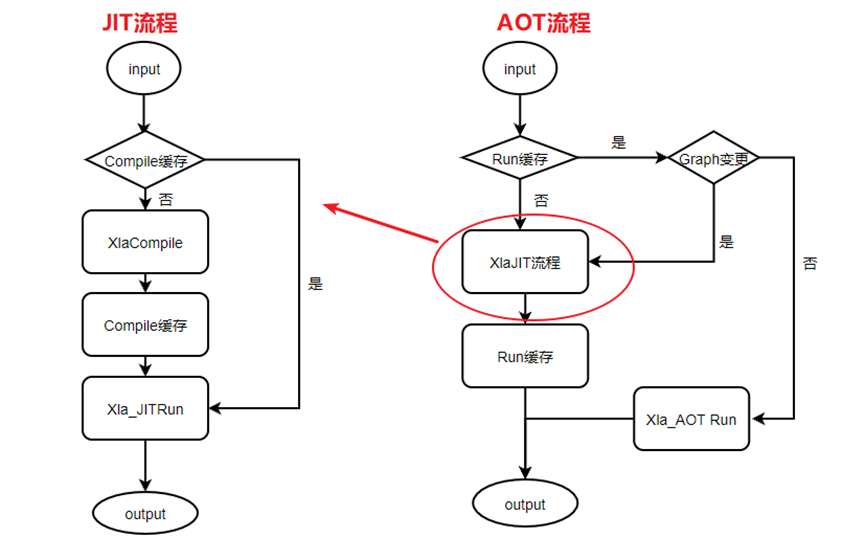 JIT流程
input
Compile缓存
否
XlaCompile
是
Compile缓存
Xla_JITRun
output
AOT流程
input
Run缓存
是
Graph变更
否
XlaJIT流程
是
否
Run缓存
Xla_AOT Run
output